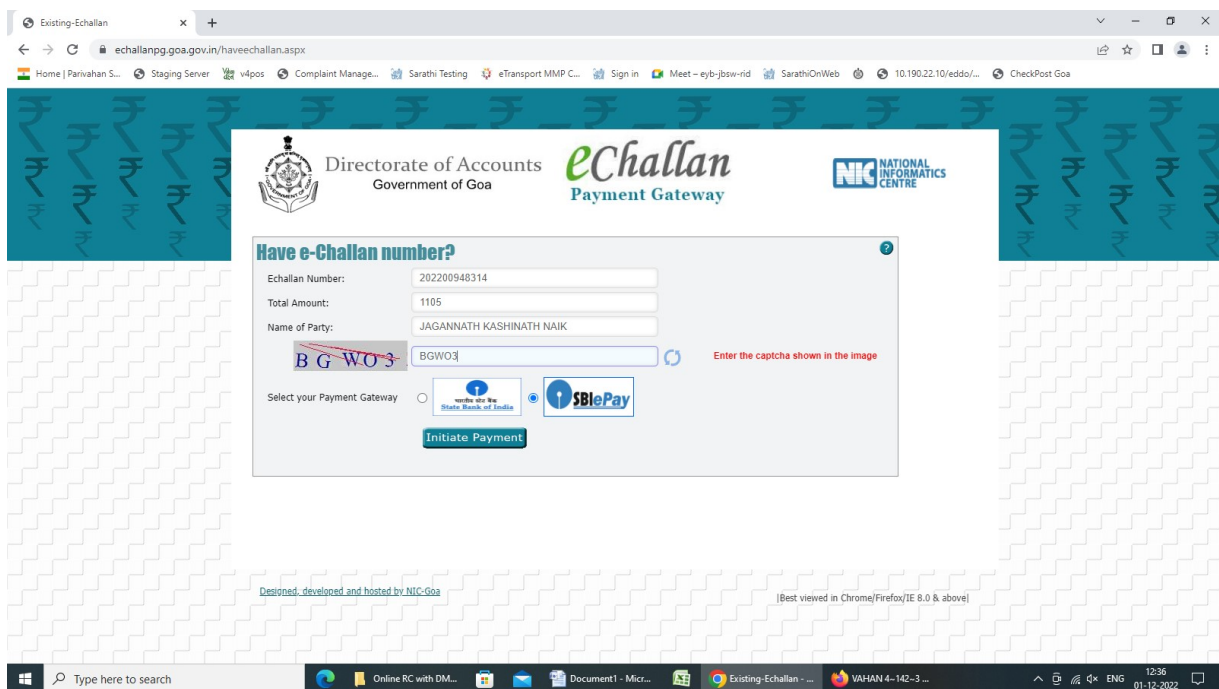 Existing-Echallan
echallanpg.goa.gov.in/haveechallan.aspx
Home | Parivahan S... Staging Server v4pos Complaint Manage... Sarathi Testing eTransport MMP C... Sign in Meet – eyb-jbsw-rid SarathiOnWeb 10.190.22.10/eddo/... CheckPost Goa
Directorate of Accounts
Government of Goa
eChallan
Payment Gateway
NIC NATIONAL INFORMATICS CENTRE
Have e-Challan number?
Echallan Number: 202200948314
Total Amount: 1105
Name of Party: JAGANNATH KASHINATH NAIK
B G WO 3 BGWO3 Enter the captcha shown in the image
Select your Payment Gateway
भारतीय स्टेट बैंक
State Bank of India
SBIePay
Initiate Payment
Designed, developed and hosted by NIC-Goa
|Best viewed in Chrome/Firefox/IE 8.0 & above|
Type here to search Online RC with DM... Document1 - Micr... Existing-Echallan - ... VAHAN 4~142~3 ... ENG 12:36
01-12-2022